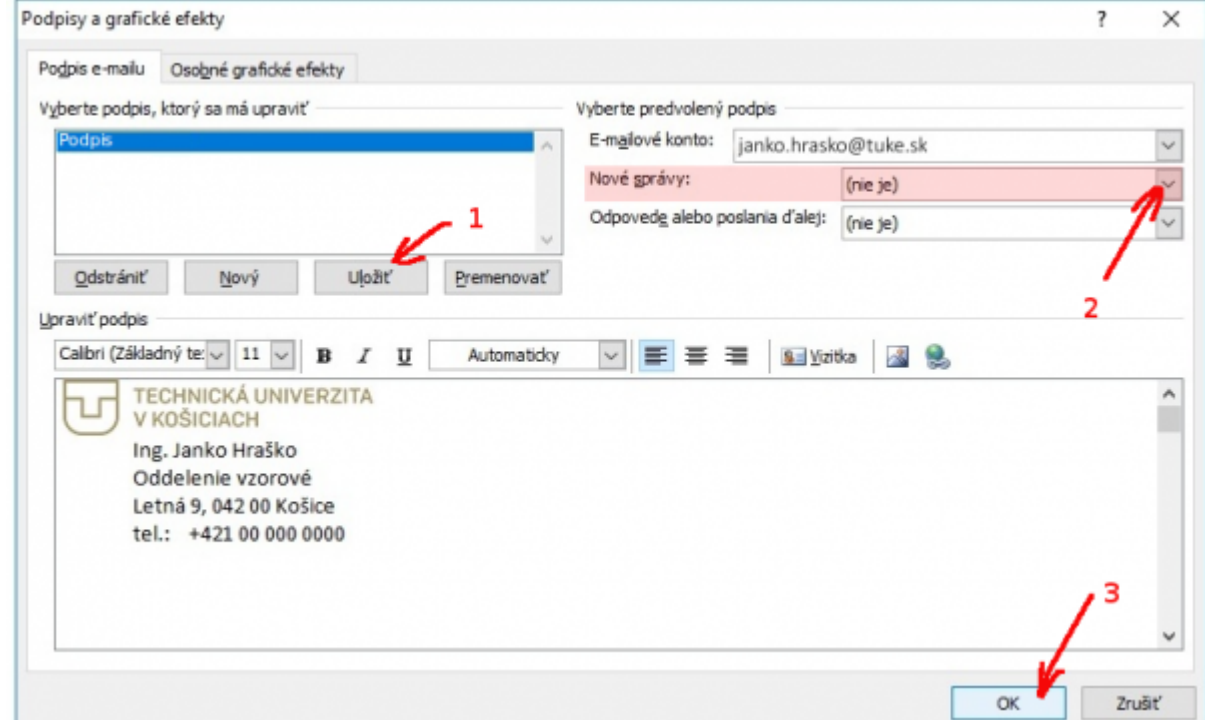 Podpisy a grafické efekty
?
Podpis e-mailu
Osobné grafické efekty
Vyberte podpis, ktorý sa má upraviť
Podpis
1
Odstrániť
Nový
Uložiť
Premenovať
Vyberte predvolený podpis
E-mailové konto:
janko.hrasko@tuke.sk
Nové správy:
(nie je)
Odpovede alebo poslania ďalej:
(nie je)
2
Upraviť podpis
Calibri (Základný te:
11
B
I
U
Automaticky
Vizitka
TECHNICKÁ UNIVERZITA
V KOŠICIACH
Ing. Janko Hraško
Oddelenie vzorové
Letná 9, 042 00 Košice
tel.: +421 00 000 0000
3
OK
Zrušiť